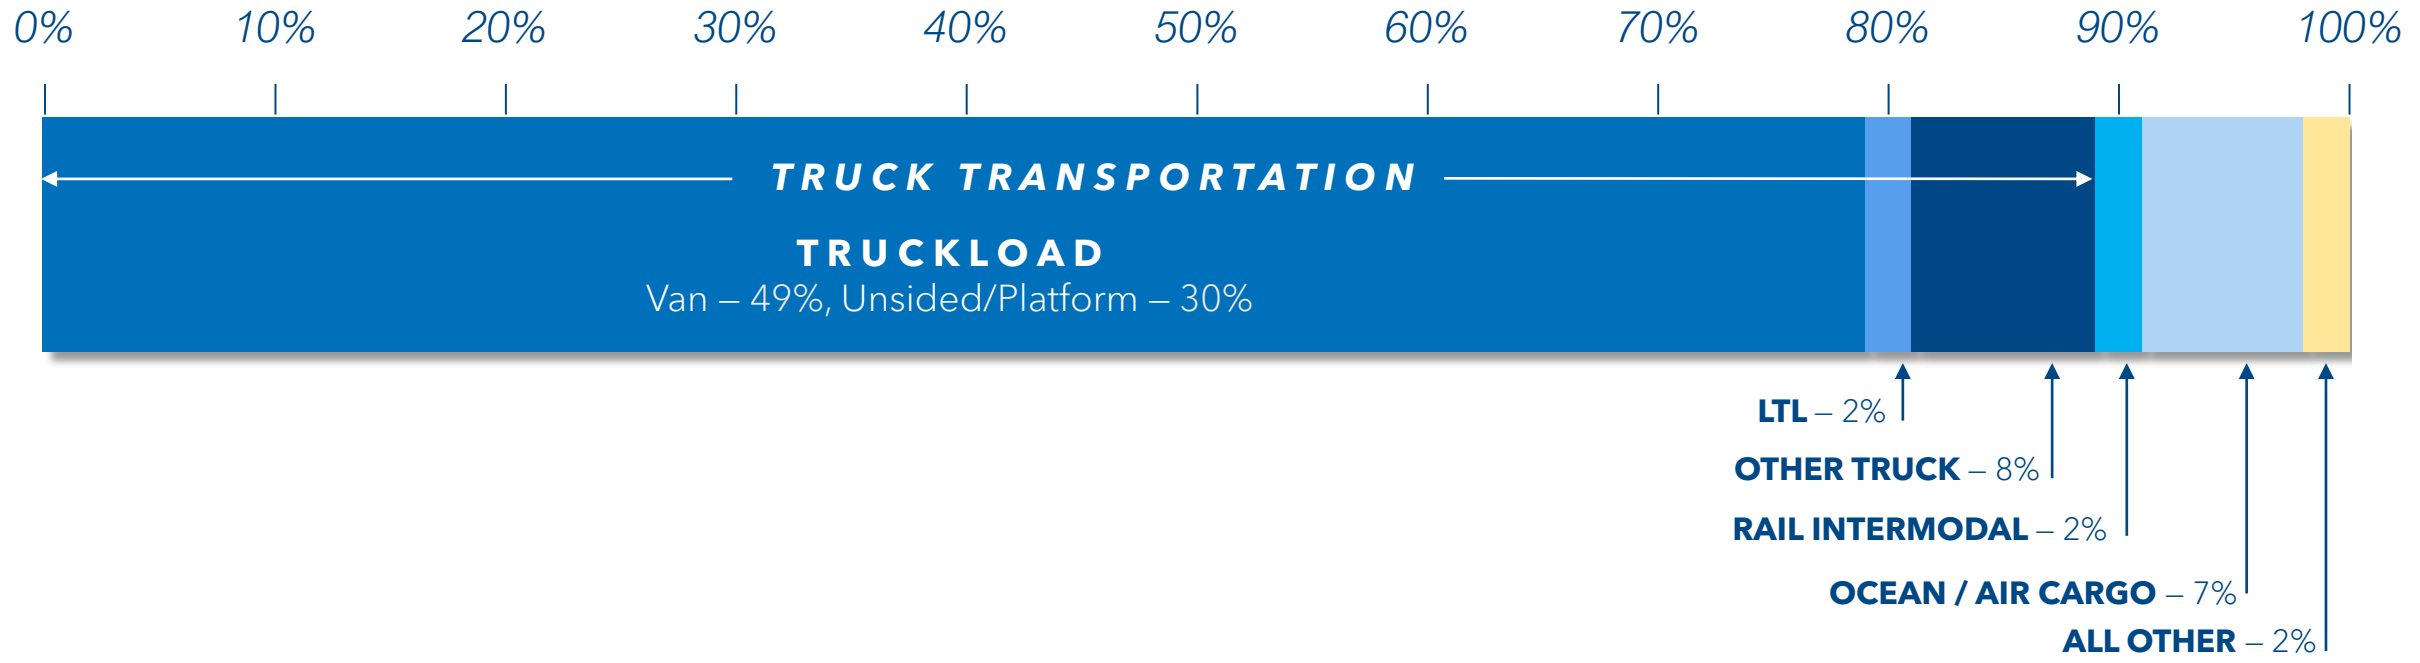 0% 10% 20% 30% 40% 50% 60% 70% 80% 90% 100%
TRUCK TRANSPORTATION
TRUCKLOAD
Van – 49%, Unsided/Platform – 30%
LTL – 2%
OTHER TRUCK – 8%
RAIL INTERMODAL – 2%
OCEAN / AIR CARGO – 7%
ALL OTHER – 2%